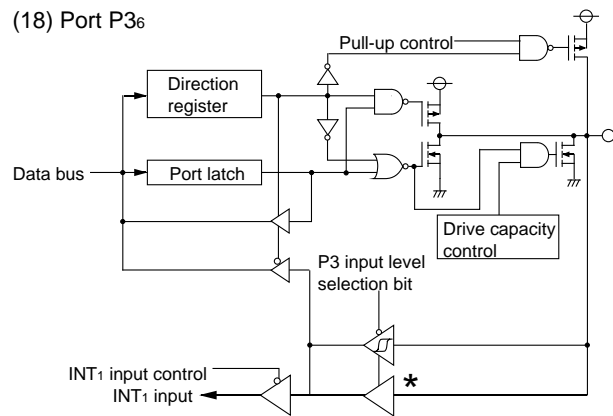 (18) Port P3₆
Pull-up control
Direction
register
Data bus
Port latch
Drive capacity
control
P3 input level
selection bit
*
INT₁ input control
INT₁ input